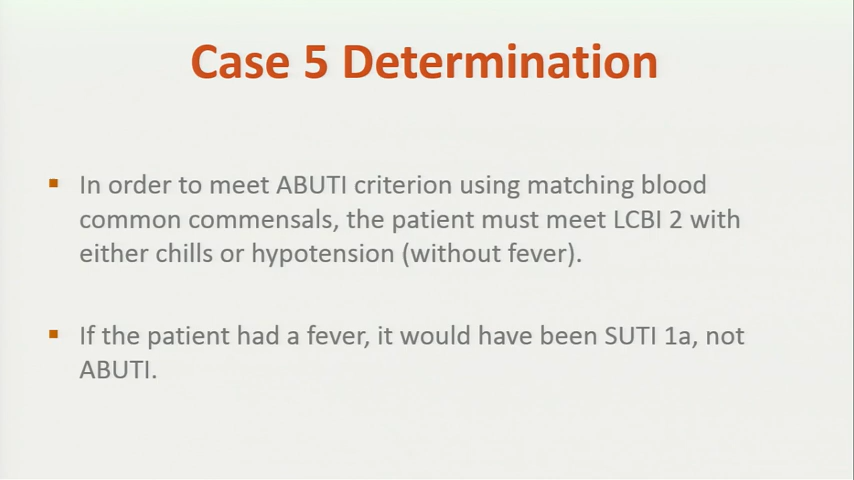 Case 5 Determination
In order to meet ABUTI criterion using matching blood
common commensals, the patient must meet LCBI 2 with
either chills or hypotension (without fever).
If the patient had a fever, it would have been SUTI 1a, not
ABUTI.